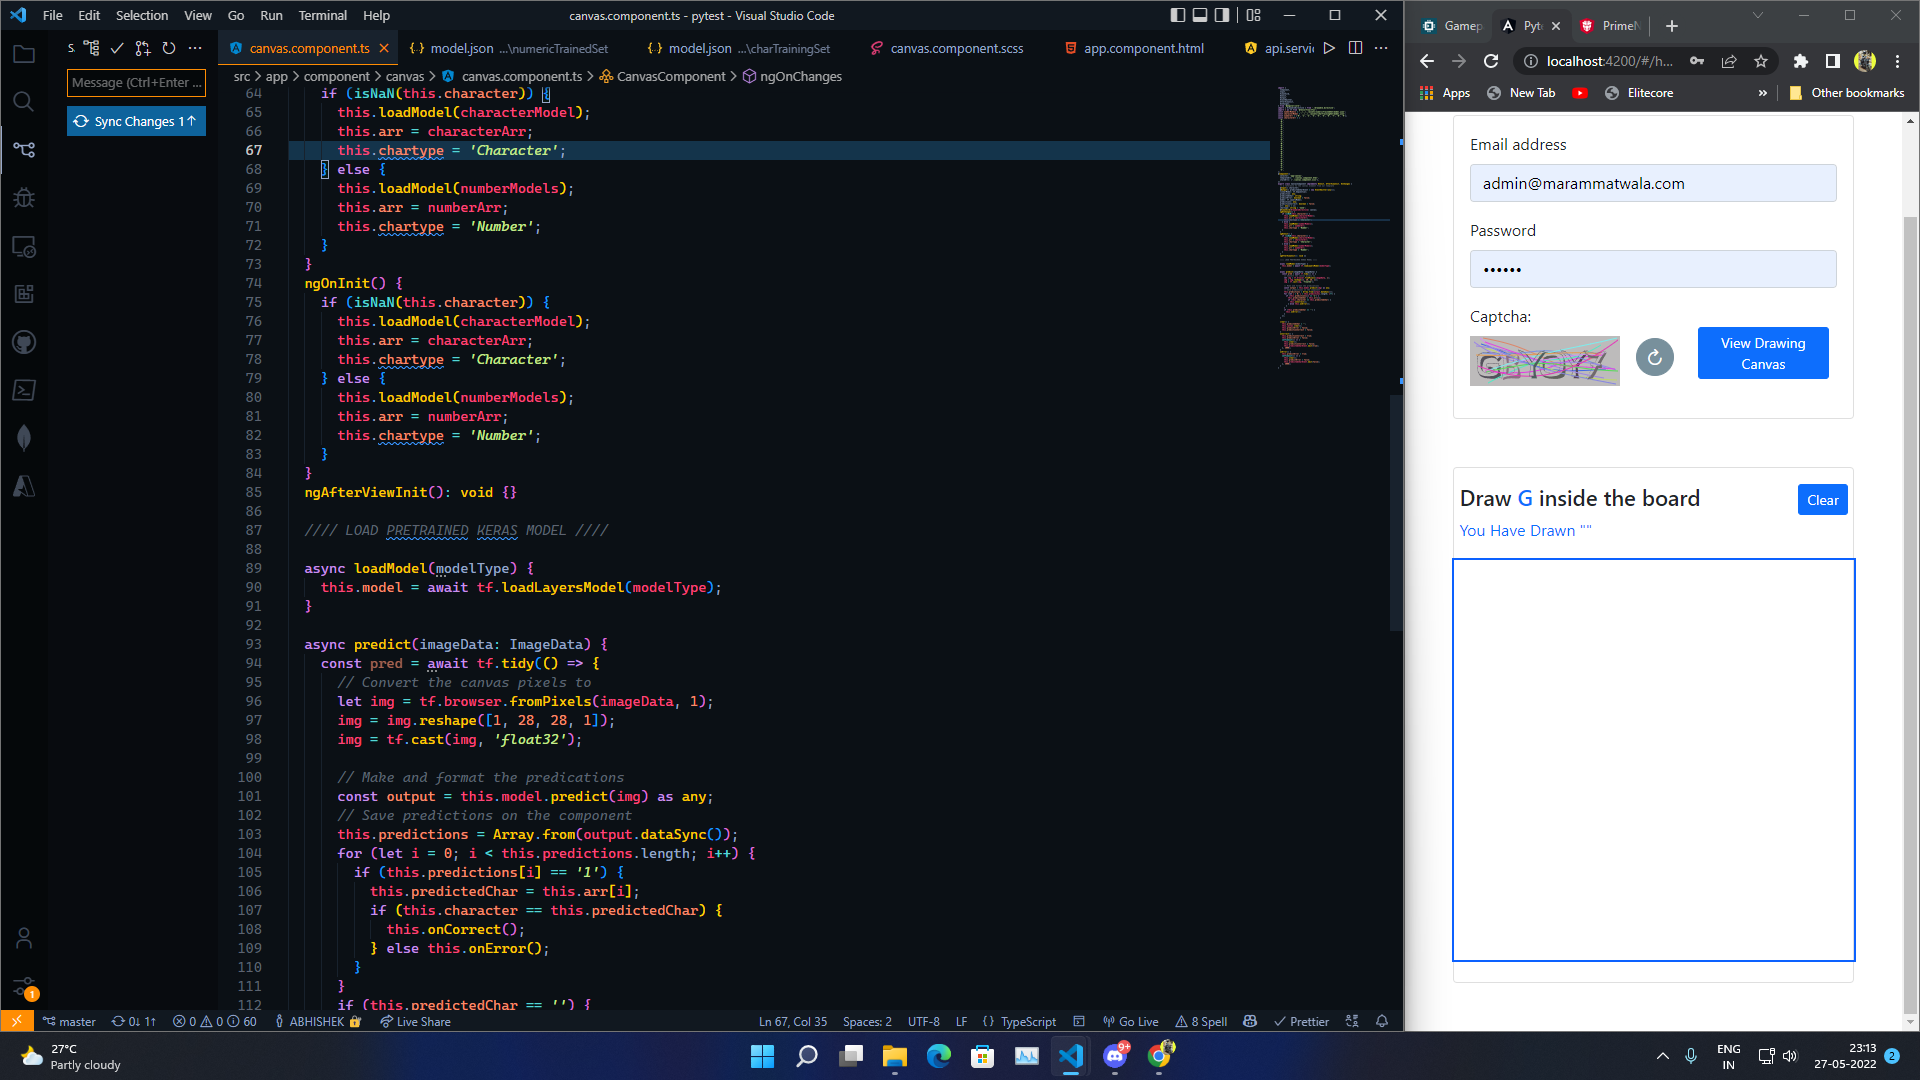 File Edit Selection View Go Run Terminal Help
canvas.component.ts - pytest - Visual Studio Code
S.
Message (Ctrl+Enter ...
Sync Changes 1↑
canvas.component.ts
model.json ...\numericTrainedSet
model.json ...\charTrainingSet
canvas.component.scss
app.component.html
api.servi
src > app > component > canvas > canvas.component.ts > CanvasComponent > ngOnChanges
64 if (isNaN(this.character)) {
65 this.loadModel(characterModel);
66 this.arr = characterArr;
67 this.chartype = 'Character';
68 } else {
69 this.loadModel(numberModels);
70 this.arr = numberArr;
71 this.chartype = 'Number';
72 }
73 }
74 ngOnInit() {
75 if (isNaN(this.character)) {
76 this.loadModel(characterModel);
77 this.arr = characterArr;
78 this.chartype = 'Character';
79 } else {
80 this.loadModel(numberModels);
81 this.arr = numberArr;
82 this.chartype = 'Number';
83 }
84 }
85 ngAfterViewInit(): void {}
86
87 //// LOAD PRETRAINED KERAS MODEL ////
88
89 async loadModel(modelType) {
90 this.model = await tf.loadLayersModel(modelType);
91 }
92
93 async predict(imageData: ImageData) {
94 const pred = await tf.tidy(() => {
95 // Convert the canvas pixels to
96 let img = tf.browser.fromPixels(imageData, 1);
97 img = img.reshape([1, 28, 28, 1]);
98 img = tf.cast(img, 'float32');
99
100 // Make and format the predications
101 const output = this.model.predict(img) as any;
102 // Save predictions on the component
103 this.predictions = Array.from(output.dataSync());
104 for (let i = 0; i < this.predictions.length; i++) {
105 if (this.predictions[i] == '1') {
106 this.predictedChar = this.arr[i];
107 if (this.character == this.predictedChar) {
108 this.onCorrect();
109 } else this.onError();
110 }
111 }
112 if (this.predictedChar == '') {
1
master 0↓ 1↑ 0 0 60 ABHISHEK Live Share
Ln 67, Col 35 Spaces: 2 UTF-8 LF {} TypeScript Go Live 8 Spell Prettier
Gamep
Pyt
PrimeN
localhost:4200/#/h...
Apps New Tab Elitecore » Other bookmarks
Email address
admin@marammatwala.com
Password
••••••
Captcha:
View Drawing
Canvas
Draw G inside the board
Clear
You Have Drawn ""
27°C
Partly cloudy
9+
ENG
IN
23:13
27-05-2022
2